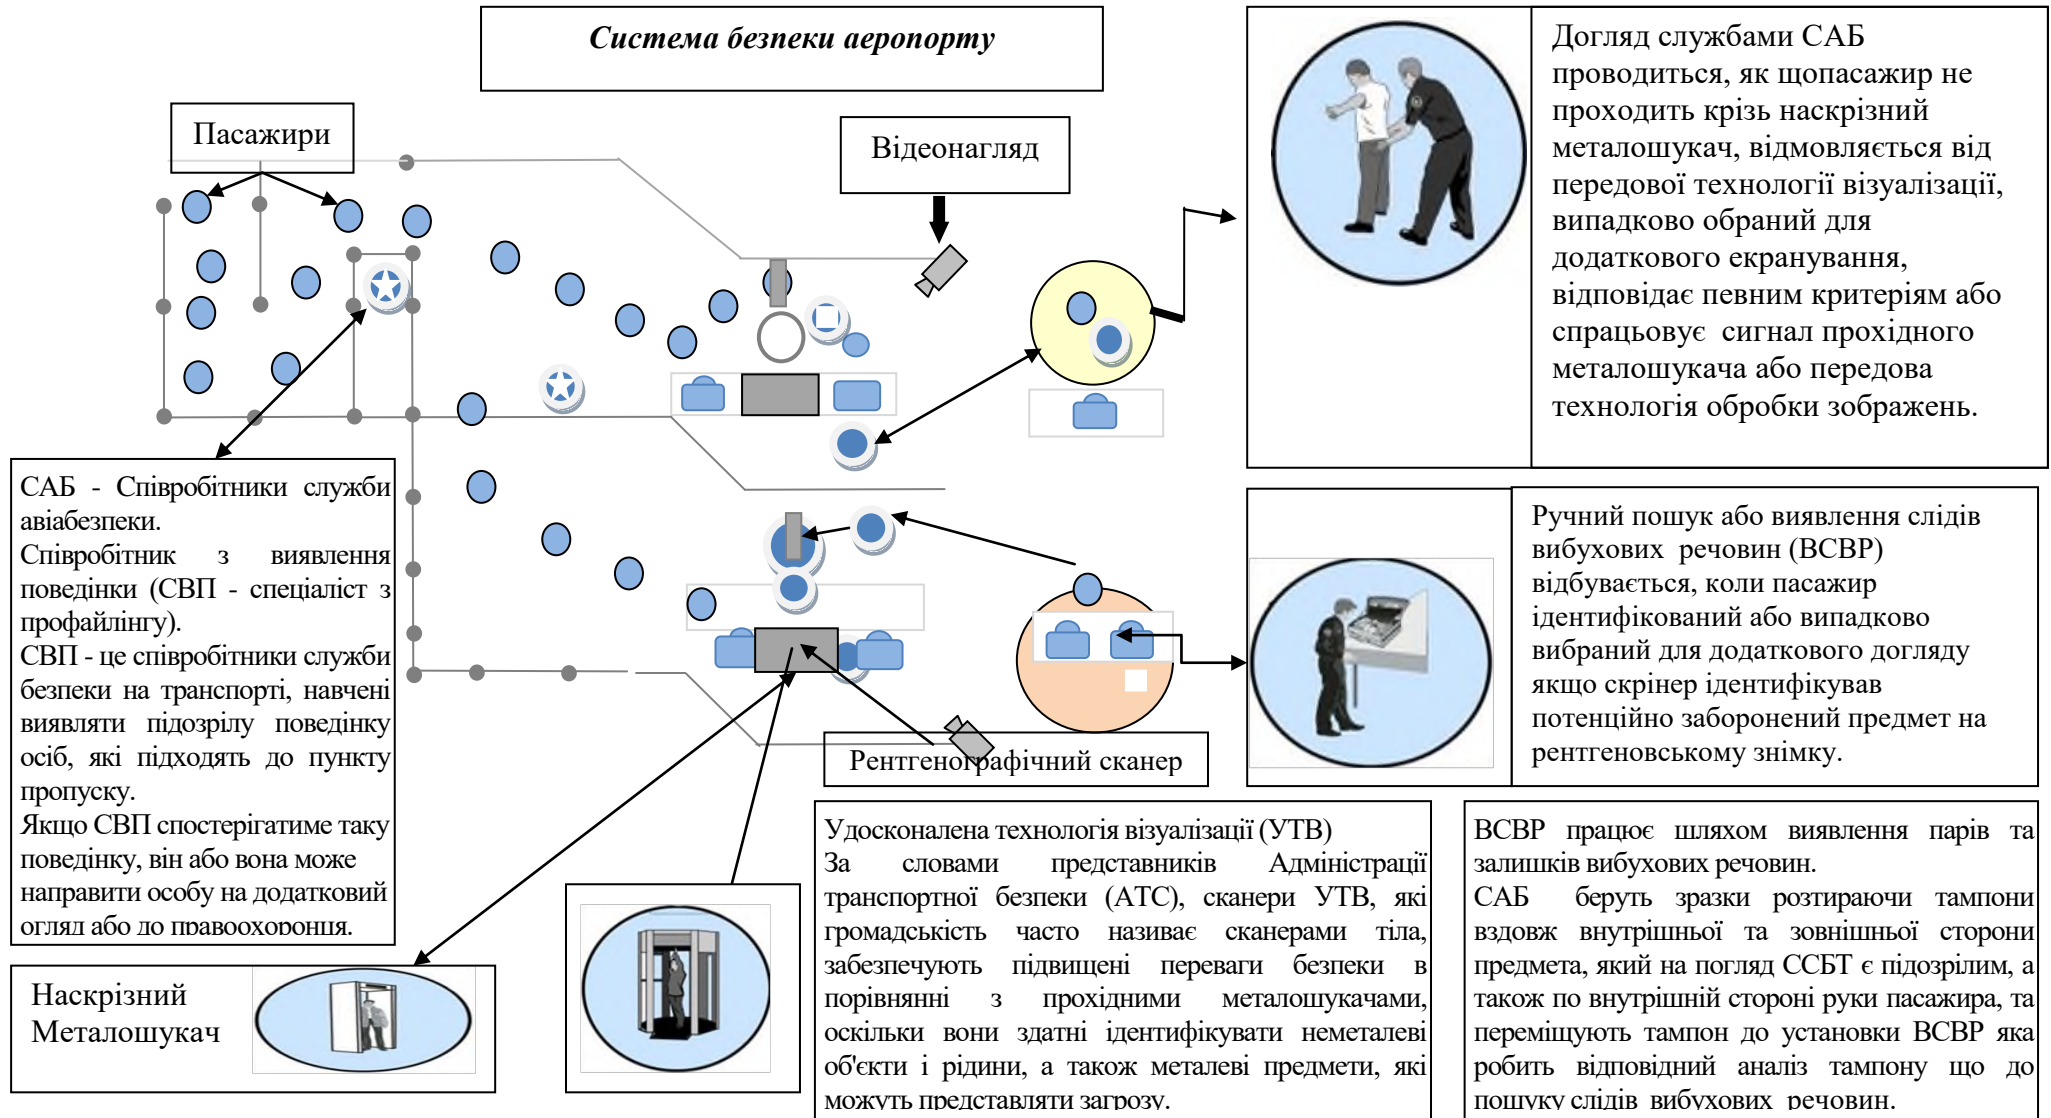 Система безпеки аеропорту
Пасажири
Відеонагляд
Догляд службами САБ
проводиться, як щопасажир не
проходить крізь наскрізний
металошукач, відмовляється від
передової технології візуалізації,
випадково обраний для
додаткового екранування,
відповідає певним критеріям або
спрацьовує сигнал прохідного
металошукача або передова
технологія обробки зображень.
САБ - Співробітники служби
авіабезпеки.
Співробітник з виявлення
поведінки (СВП - спеціаліст з
профайлінгу).
СВП - це співробітники служби
безпеки на транспорті, навчені
виявляти підозрілу поведінку
осіб, які підходять до пункту
пропуску.
Якщо СВП спостерігатиме таку
поведінку, він або вона може
направити особу на додатковий
огляд або до правоохоронця.
Ручний пошук або виявлення слідів
вибухових речовин (ВСВР)
відбувається, коли пасажир
ідентифікований або випадково
вибраний для додаткового догляду
якщо скрінер ідентифікував
потенційно заборонений предмет на
рентгеновському знімку.
Рентгенографічний сканер
Наскрізний
Металошукач
Удосконалена технологія візуалізації (УТВ)
За словами представників Адміністрації
транспортної безпеки (АТС), сканери УТВ, які
громадськість часто називає сканерами тіла,
забезпечують підвищені переваги безпеки в
порівнянні з прохідними металошукачами,
оскільки вони здатні ідентифікувати неметалеві
об'єкти і рідини, а також металеві предмети, які
можуть представляти загрозу.
ВСВР працює шляхом виявлення парів та
залишків вибухових речовин.
САБ беруть зразки розтираючи тампони
вздовж внутрішньої та зовнішньої сторони
предмета, який на погляд ССБТ є підозрілим, а
також по внутрішній стороні руки пасажира, та
переміщують тампон до установки ВСВР яка
робить відповідний аналіз тампону що до
пошуку слідів вибухових речовин.